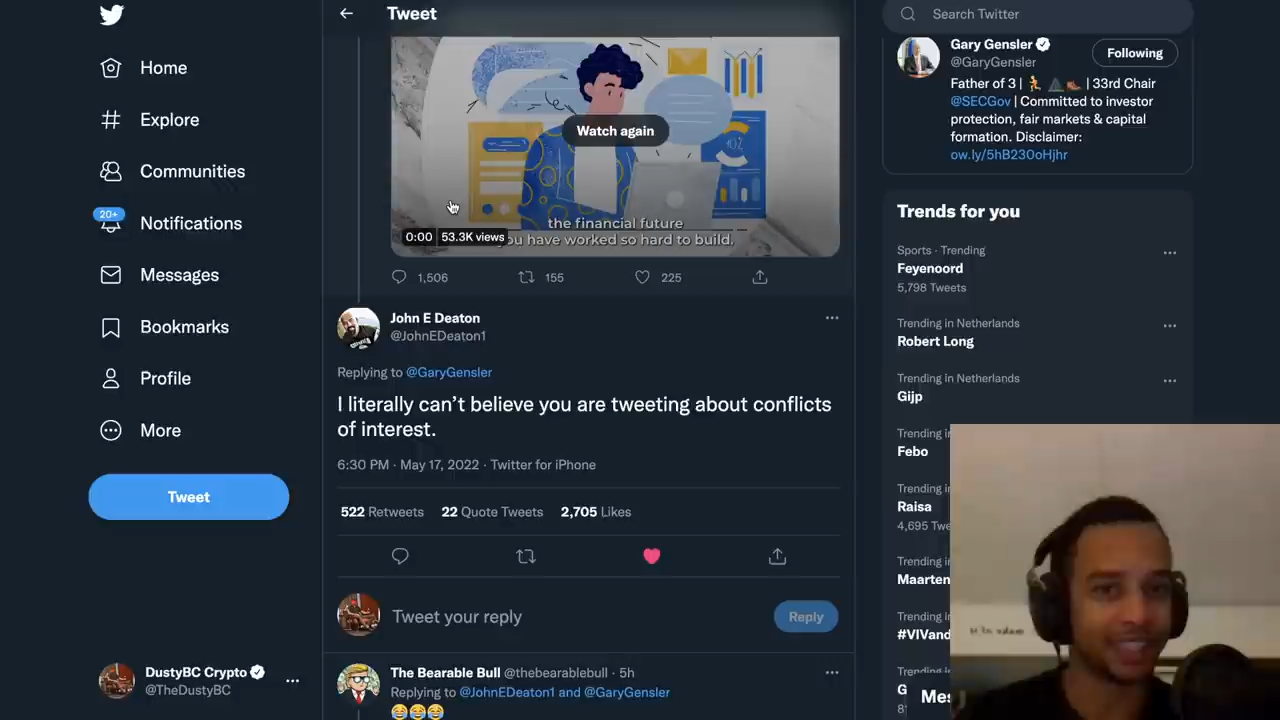 Home
Explore
Communities
20+
Notifications
Messages
Bookmarks
Profile
More
Tweet
DustyBC Crypto
@TheDustyBC
Tweet
Watch again
the financial future
you have worked so hard to build.
0:00 53.3K views
1,506 155 225
John E Deaton
@JohnEDeaton1
Replying to @GaryGensler
I literally can’t believe you are tweeting about conflicts
of interest.
6:30 PM · May 17, 2022 · Twitter for iPhone
522 Retweets 22 Quote Tweets 2,705 Likes
Tweet your reply
Reply
The Bearable Bull @thebearablebull · 5h
Replying to @JohnEDeaton1 and @GaryGensler
Search Twitter
Gary Gensler
@GaryGensler
Following
Father of 3 | | 33rd Chair
@SECGov | Committed to investor
protection, fair markets & capital
formation. Disclaimer:
ow.ly/5hB23OoHjhr
Trends for you
Sports · Trending
Feyenoord
5,798 Tweets
Trending in Netherlands
Robert Long
Trending in Netherlands
Gijp
Trending in
Febo
Trending in
Raisa
4,695 Twe
Trending in
Maarten
Trending in
#VIVand
Trending in
G
Mes